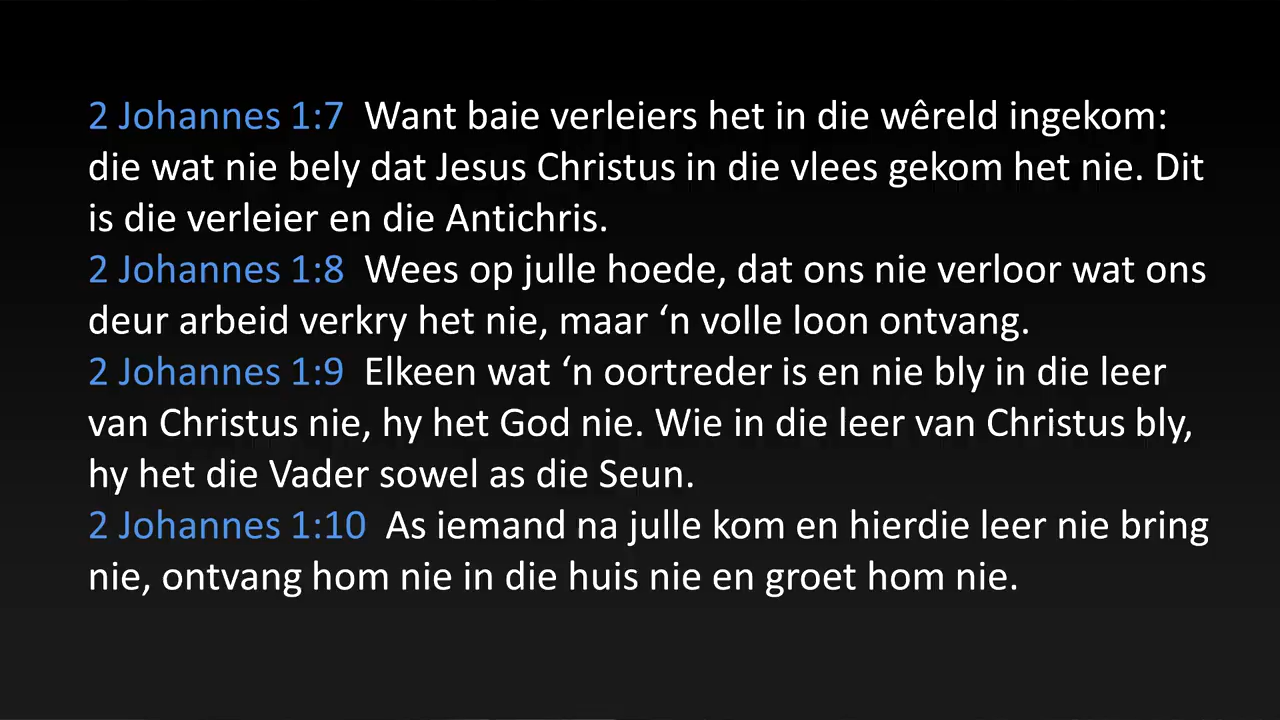 2 Johannes 1:7 Want baie verleiers het in die wêreld ingekom:
die wat nie bely dat Jesus Christus in die vlees gekom het nie. Dit
is die verleier en die Antichris.
2 Johannes 1:8 Wees op julle hoede, dat ons nie verloor wat ons
deur arbeid verkry het nie, maar ‘n volle loon ontvang.
2 Johannes 1:9 Elkeen wat ‘n oortreder is en nie bly in die leer
van Christus nie, hy het God nie. Wie in die leer van Christus bly,
hy het die Vader sowel as die Seun.
2 Johannes 1:10 As iemand na julle kom en hierdie leer nie bring
nie, ontvang hom nie in die huis nie en groet hom nie.